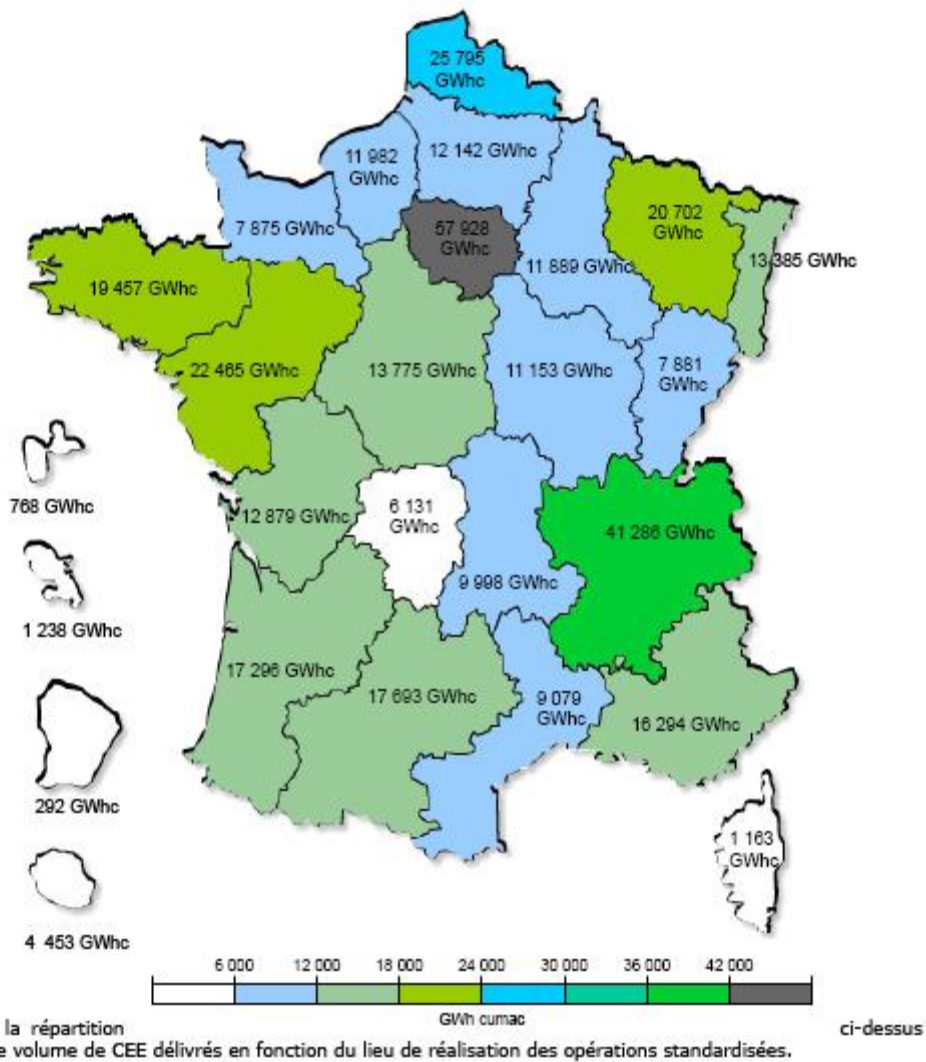 25 795
GWhc
11 982
GWhc
12 142 GWhc
7 875 GWhc
57 928
GWhc
20 702
GWhc
11 889 GWhc
13 385 GWhc
19 457 GWhc
22 465 GWhc
13 775 GWhc
11 153 GWhc
7 881
GWhc
768 GWhc
12 879 GWhc
6 131
GWhc
41 286 GWhc
9 998 GWhc
1 238 GWhc
17 296 GWhc
17 693 GWhc
9 079
GWhc
16 294 GWhc
292 GWhc
1 163
GWhc
4 453 GWhc
6 000 12 000 18 000 24 000 30 000 36 000 42 000
GWh cumac
la répartition ci-dessus
e volume de CEE délivrés en fonction du lieu de réalisation des opérations standardisées.